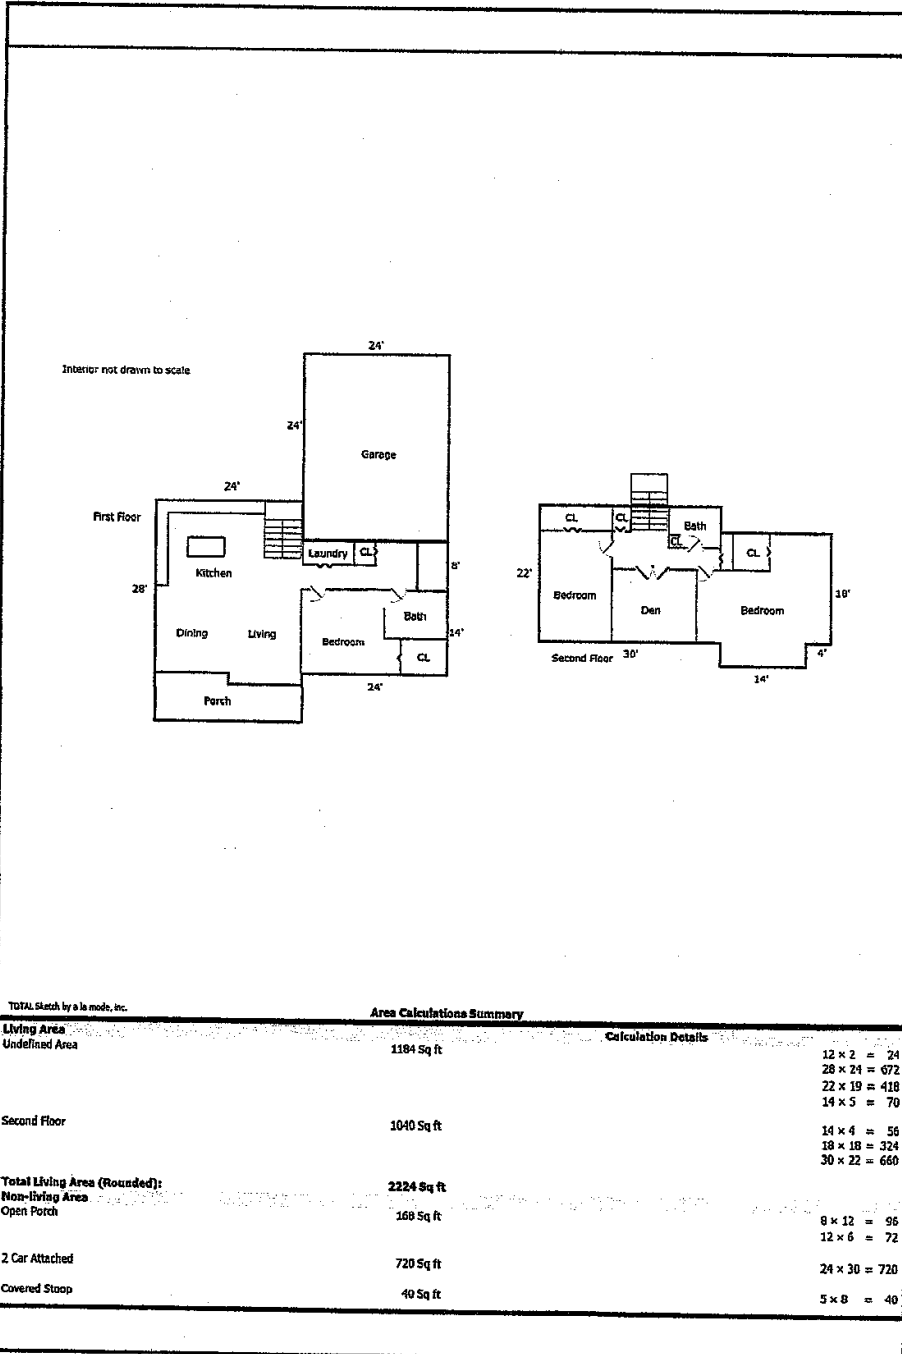 24'
Interior not drawn to scale
24'
Garage
24'
First Floor
CL
CL
Bath
Laundry
CL
CL
CL
Kitchen
8'
22'
28'
Bedroom
Den
Bedroom
18'
Bath
Dining
Living
Bedroom
14'
CL
Second Floor
30'
4'
24'
14'
Porch
TOTAL Sketch by a la mode, inc.
Area Calculations Summary
Living Area
Calculation Details
Undefined Area
1184 Sq ft
12 × 2 = 24
28 × 24 = 672
22 × 19 = 418
14 × 5 = 70
Second Floor
1040 Sq ft
14 × 4 = 56
18 × 18 = 324
30 × 22 = 660
Total Living Area (Rounded):
2224 Sq ft
Non-living Area
Open Porch
168 Sq ft
8 × 12 = 96
12 × 6 = 72
2 Car Attached
720 Sq ft
24 × 30 = 720
Covered Stoop
40 Sq ft
5 × 8 = 40